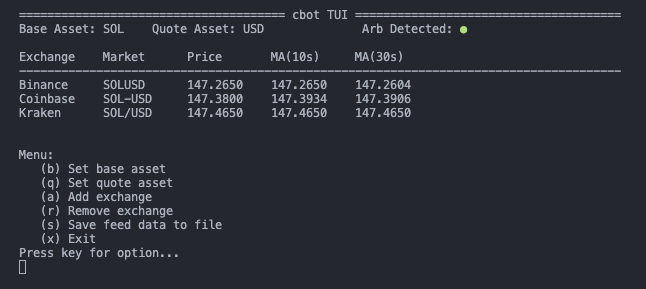 ====================================== cbot TUI ======================================
Base Asset: SOL    Quote Asset: USD              Arb Detected: ●
Exchange    Market      Price       MA(10s)     MA(30s)
--------------------------------------------------------------------------------------
Binance     SOLUSD      147.2650    147.2650    147.2604
Coinbase    SOL-USD     147.3800    147.3934    147.3906
Kraken      SOL/USD     147.4650    147.4650    147.4650
Menu:
   (b) Set base asset
   (q) Set quote asset
   (a) Add exchange
   (r) Remove exchange
   (s) Save feed data to file
   (x) Exit
Press key for option...